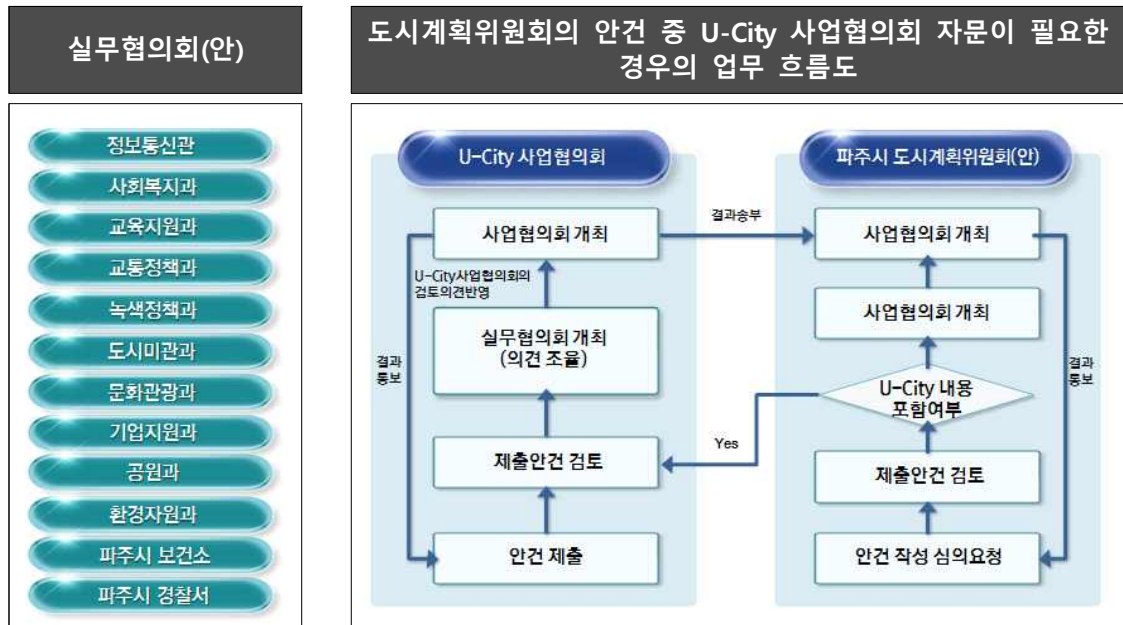 실무협의회(안)
정보통신관
사회복지과
교육지원과
교통정책과
녹색정책과
도시미관과
문화관광과
기업지원과
공원과
환경자원과
파주시 보건소
파주시 경찰서
도시계획위원회의 안건 중 U-City 사업협의회 자문이 필요한
경우의 업무 흐름도
U-City 사업협의회
사업협의회 개최
U-City사업협의회의
검토의견반영
실무협의회 개최
(의견 조율)
결과
통보
제출안건 검토
안건 제출
결과송부
Yes
파주시 도시계획위원회(안)
사업협의회 개최
사업협의회 개최
U-City 내용
포함여부
결과
통보
제출안건 검토
안건 작성 심의요청